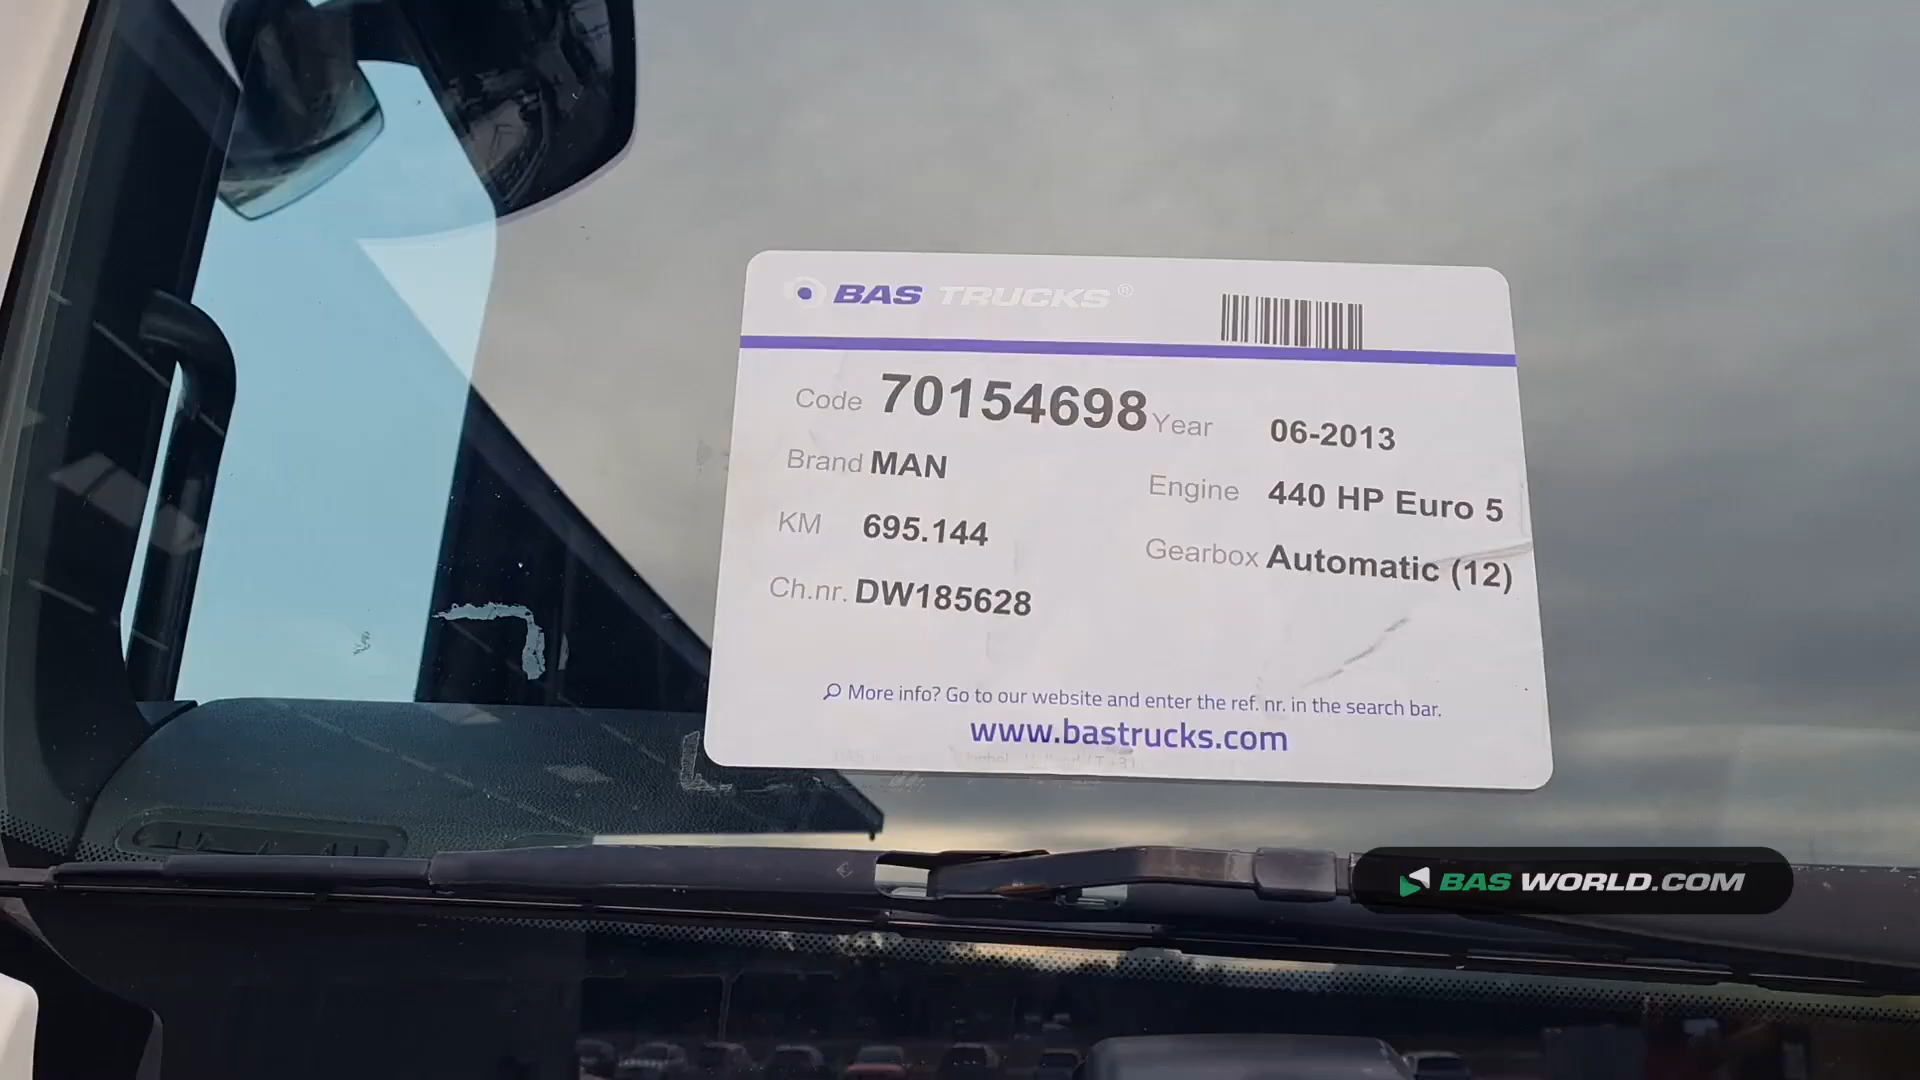 BAS TRUCKS®
Code 70154698 Year 06-2013
Brand MAN
Engine 440 HP Euro 5
KM 695.144
Gearbox Automatic (12)
Ch.nr. DW185628
More info? Go to our website and enter the ref. nr. in the search bar.
www.bastrucks.com
BAS WORLD.COM